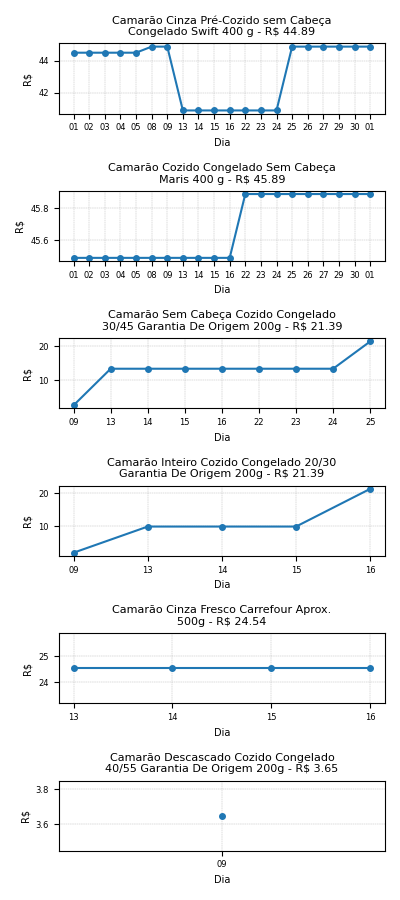 Camarão Cinza Pré-Cozido sem Cabeça
Congelado Swift 400 g - R$ 44.89
44
42
R$
01 02 03 04 05 08 09 13 14 15 16 22 23 24 25 26 27 29 30 01
Dia
Camarão Cozido Congelado Sem Cabeça
Maris 400 g - R$ 45.89
45.8
45.6
R$
01 02 03 04 05 08 09 13 14 15 16 22 23 24 25 26 27 29 30 01
Dia
Camarão Sem Cabeça Cozido Congelado
30/45 Garantia De Origem 200g - R$ 21.39
20
10
R$
09 13 14 15 16 22 23 24 25
Dia
Camarão Inteiro Cozido Congelado 20/30
Garantia De Origem 200g - R$ 21.39
20
10
R$
09 13 14 15 16
Dia
Camarão Cinza Fresco Carrefour Aprox.
500g - R$ 24.54
25
24
R$
13 14 15 16
Dia
Camarão Descascado Cozido Congelado
40/55 Garantia De Origem 200g - R$ 3.65
3.8
3.6
R$
09
Dia